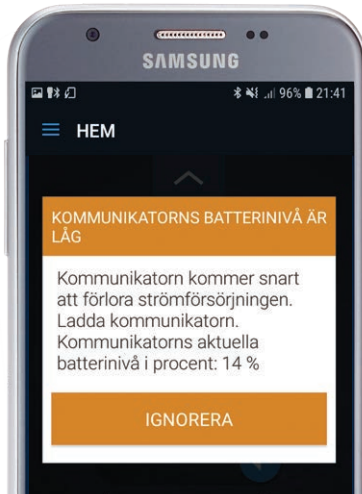 SAMSUNG
96% 21:41
HEM
KOMMUNIKATORNS BATTERINIVÅ ÄR
LÅG
Kommunikatorn kommer snart
att förlora strömförsörjningen.
Ladda kommunikatorn.
Kommunikatorns aktuella
batterinivå i procent: 14 %
IGNORERA